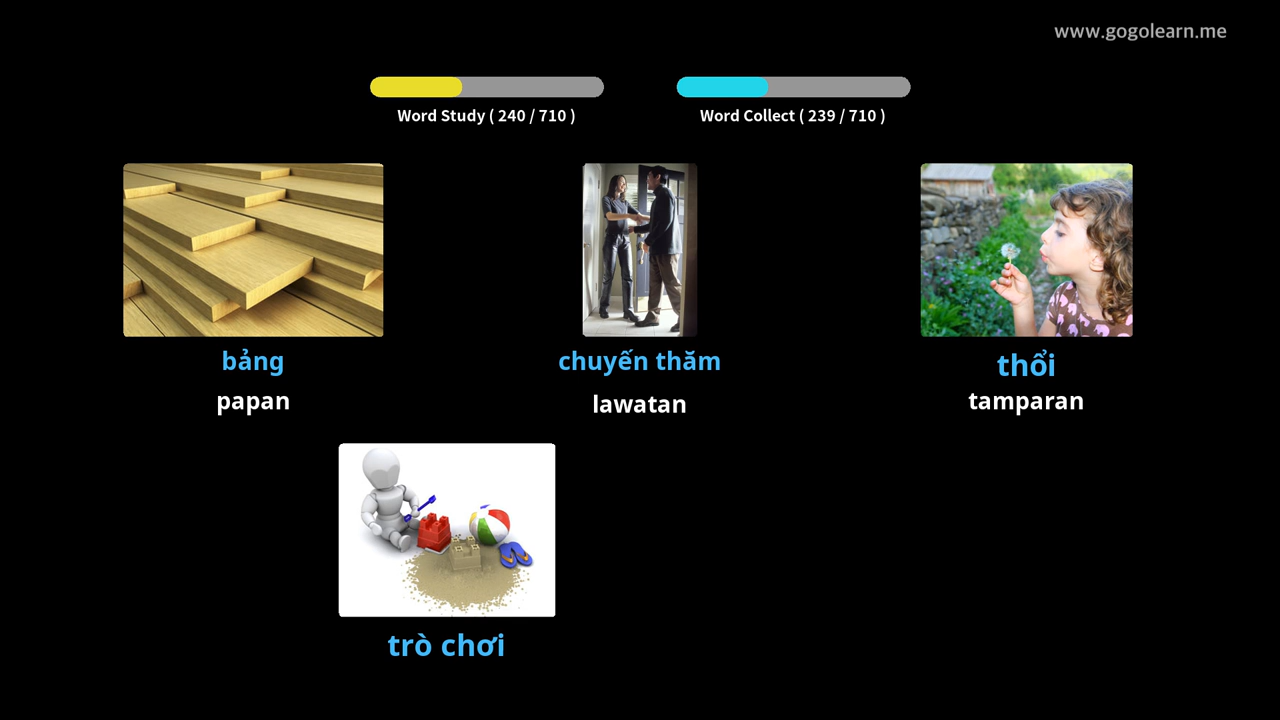 www.gogolearn.me
Word Study ( 240 / 710 )
Word Collect ( 239 / 710 )
bảng
chuyến thăm
thổi
papan
lawatan
tamparan
trò chơi